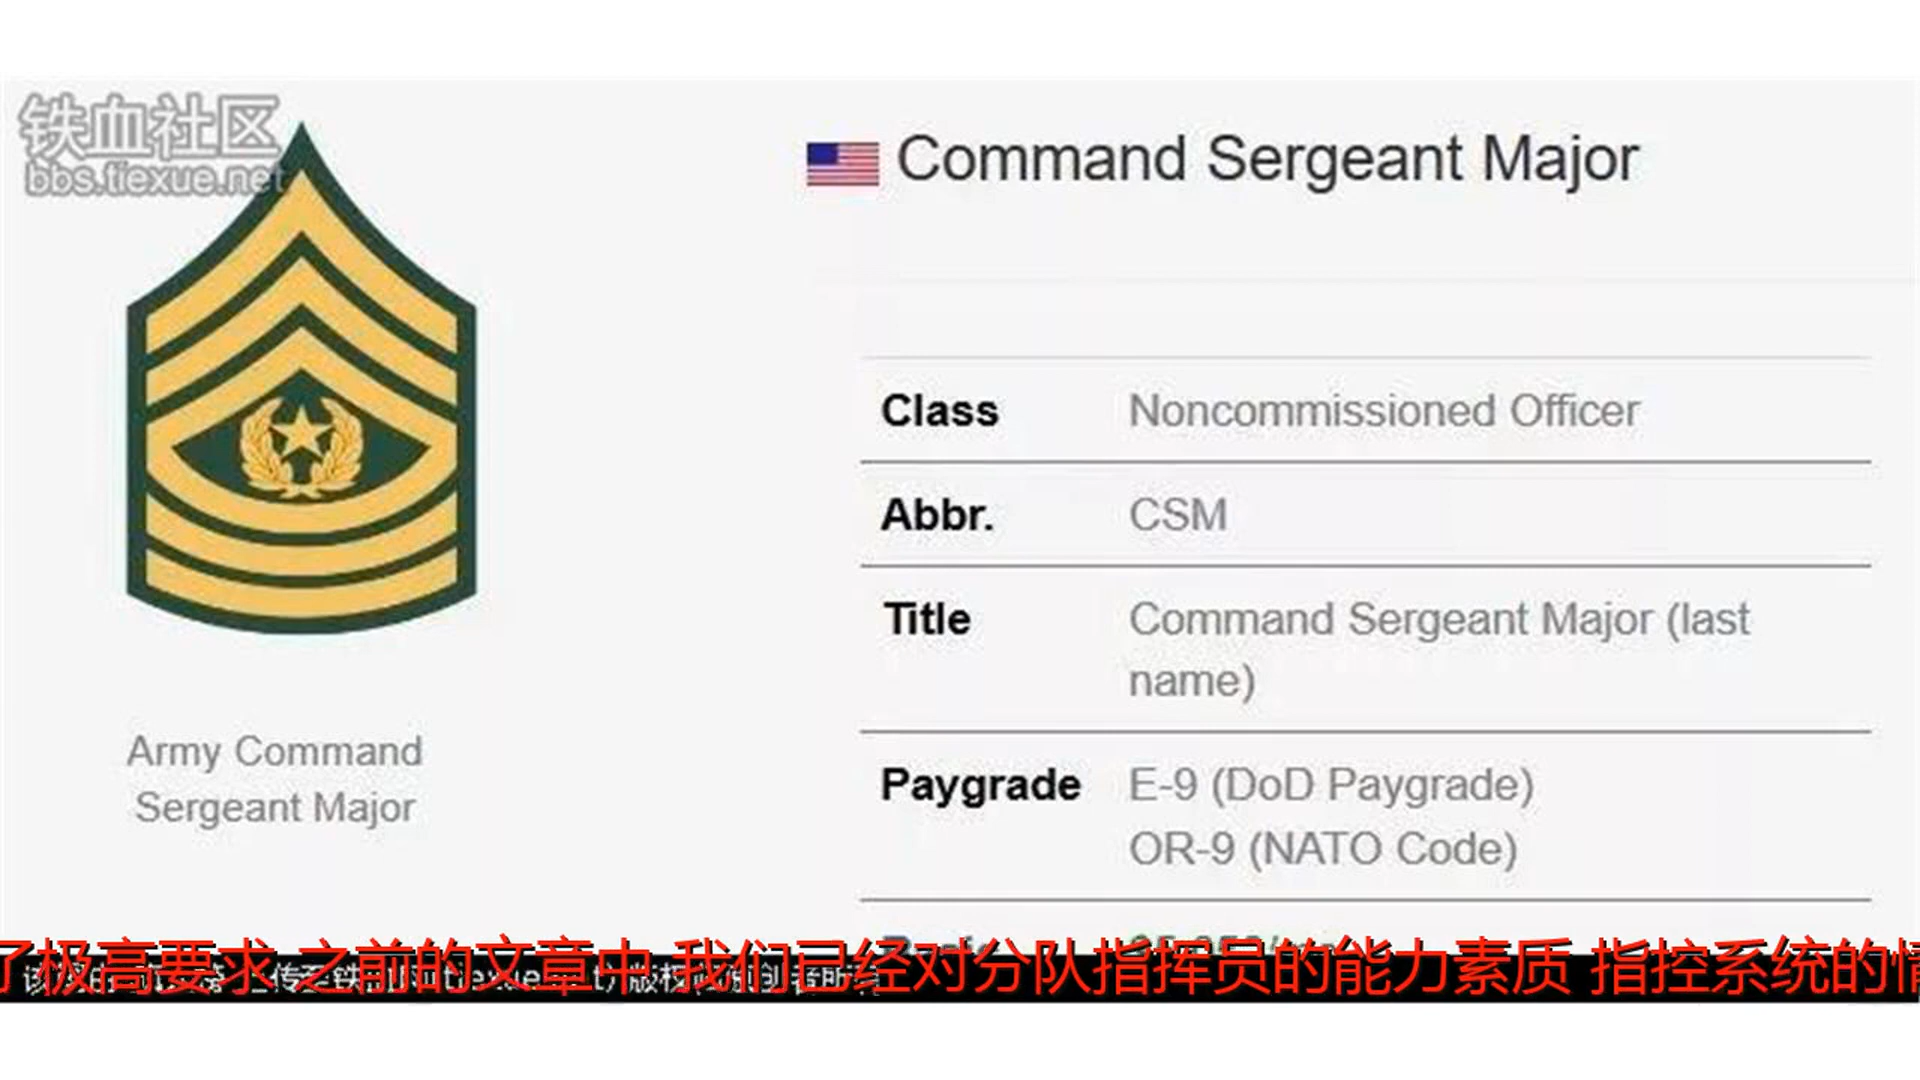 铁血社区
bbs.tiexue.net
Command Sergeant Major
Class Noncommissioned Officer
Abbr. CSM
Title Command Sergeant Major (last
name)
Paygrade E-9 (DoD Paygrade)
OR-9 (NATO Code)
Army Command
Sergeant Major
了极高要求 之前的文章中 我们已经对分队指挥员的能力素质 指控系统的情